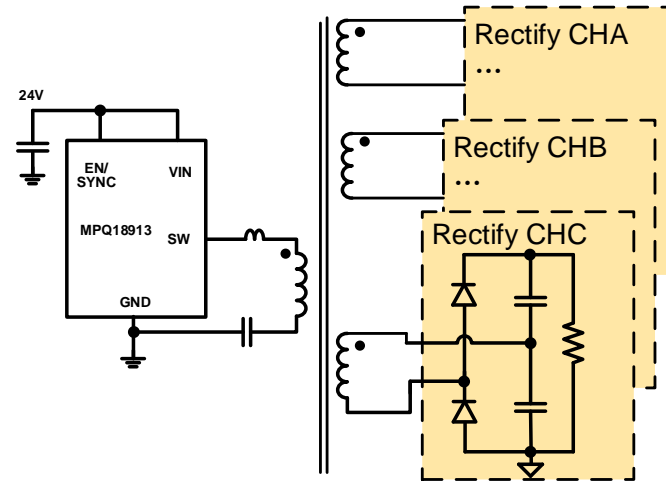 Rectify CHA
...
24V
Rectify CHB
...
EN/
SYNC
VIN
MPQ18913
SW
Rectify CHC
GND